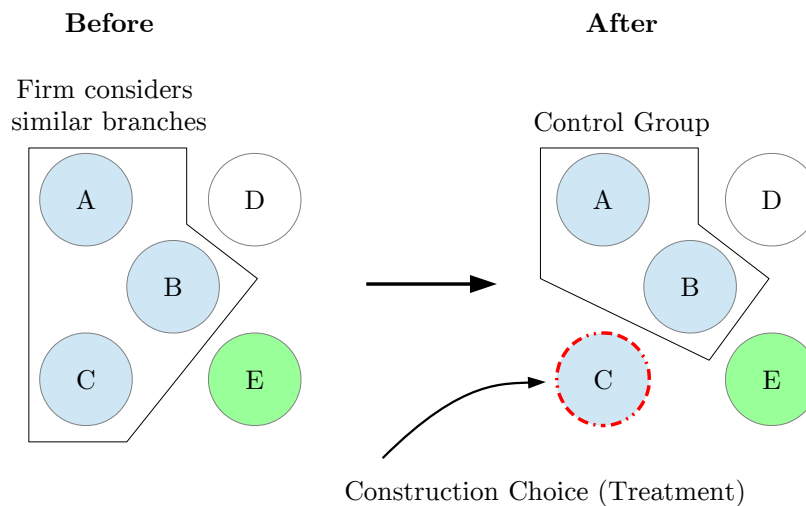 Before
After
Firm considers
similar branches
Control Group
A
D
B
C
E
A
D
B
C
E
Construction Choice (Treatment)